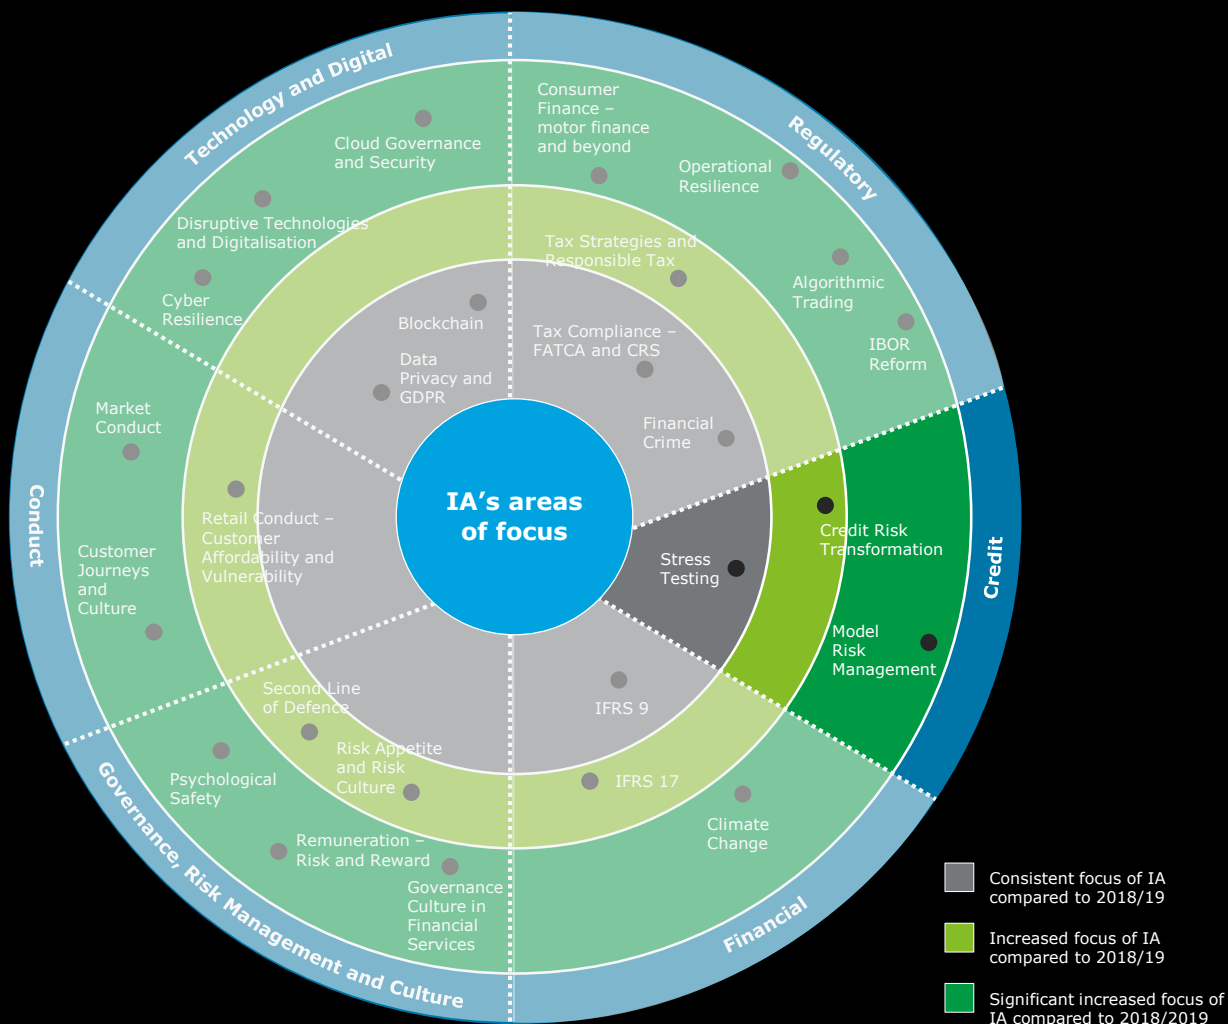 Technology and Digital
Cloud Governance
and Security
Disruptive Technologies
and Digitalisation
Cyber
Resilience
Blockchain
Data
Privacy and
GDPR
Regulatory
Consumer
Finance –
motor finance
and beyond
Operational
Resilience
Tax Strategies and
Responsible Tax
Algorithmic
Trading
IBOR
Reform
Tax Compliance –
FATCA and CRS
Financial
Crime
Conduct
Market
Conduct
Retail Conduct –
Customer
Affordability and
Vulnerability
Customer
Journeys
and
Culture
IA’s areas
of focus
Credit
Stress
Testing
Credit Risk
Transformation
Model
Risk
Management
Governance, Risk Management and Culture
Second Line
of Defence
Risk Appetite
and Risk
Culture
Psychological
Safety
Remuneration –
Risk and Reward
Governance
Culture in
Financial
Services
Financial
IFRS 9
IFRS 17
Climate
Change
Consistent focus of IA
compared to 2018/19
Increased focus of IA
compared to 2018/19
Significant increased focus of
IA compared to 2018/2019